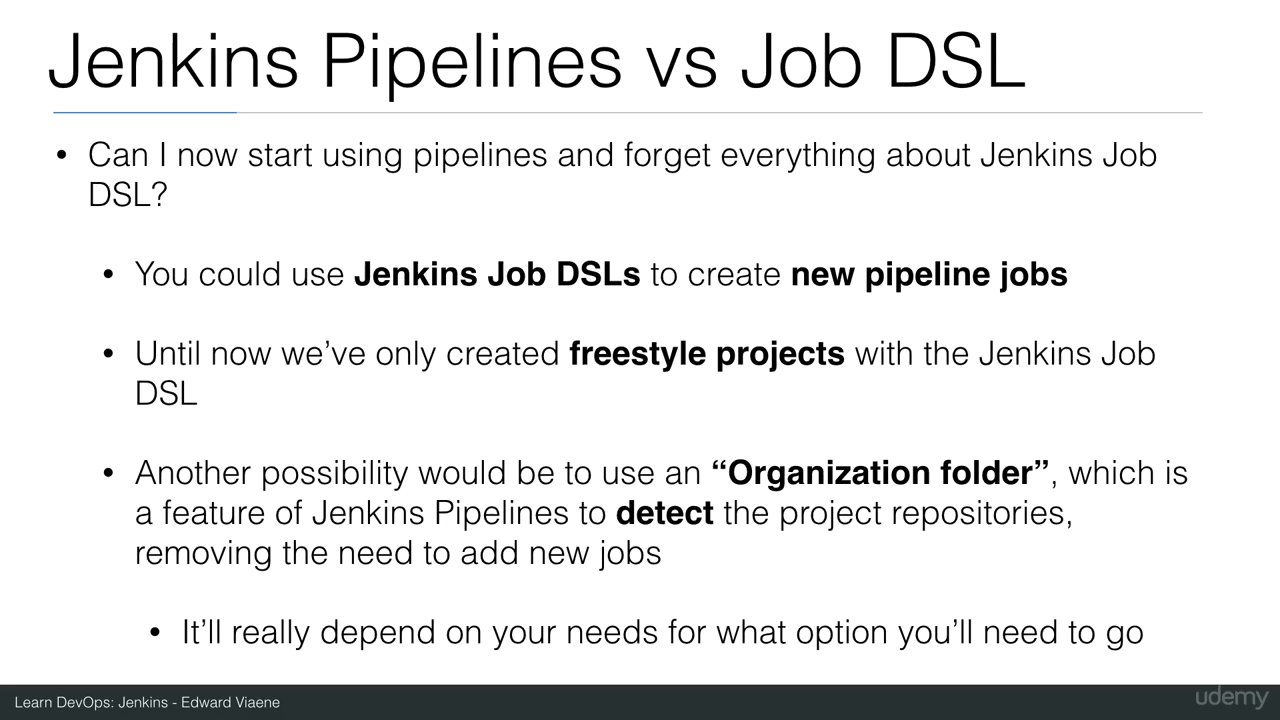 Jenkins Pipelines vs Job DSL
• Can I now start using pipelines and forget everything about Jenkins Job
DSL?
• You could use Jenkins Job DSLs to create new pipeline jobs
• Until now we’ve only created freestyle projects with the Jenkins Job
DSL
• Another possibility would be to use an “Organization folder”, which is
a feature of Jenkins Pipelines to detect the project repositories,
removing the need to add new jobs
• It’ll really depend on your needs for what option you’ll need to go
Learn DevOps: Jenkins - Edward Viaene
udemy